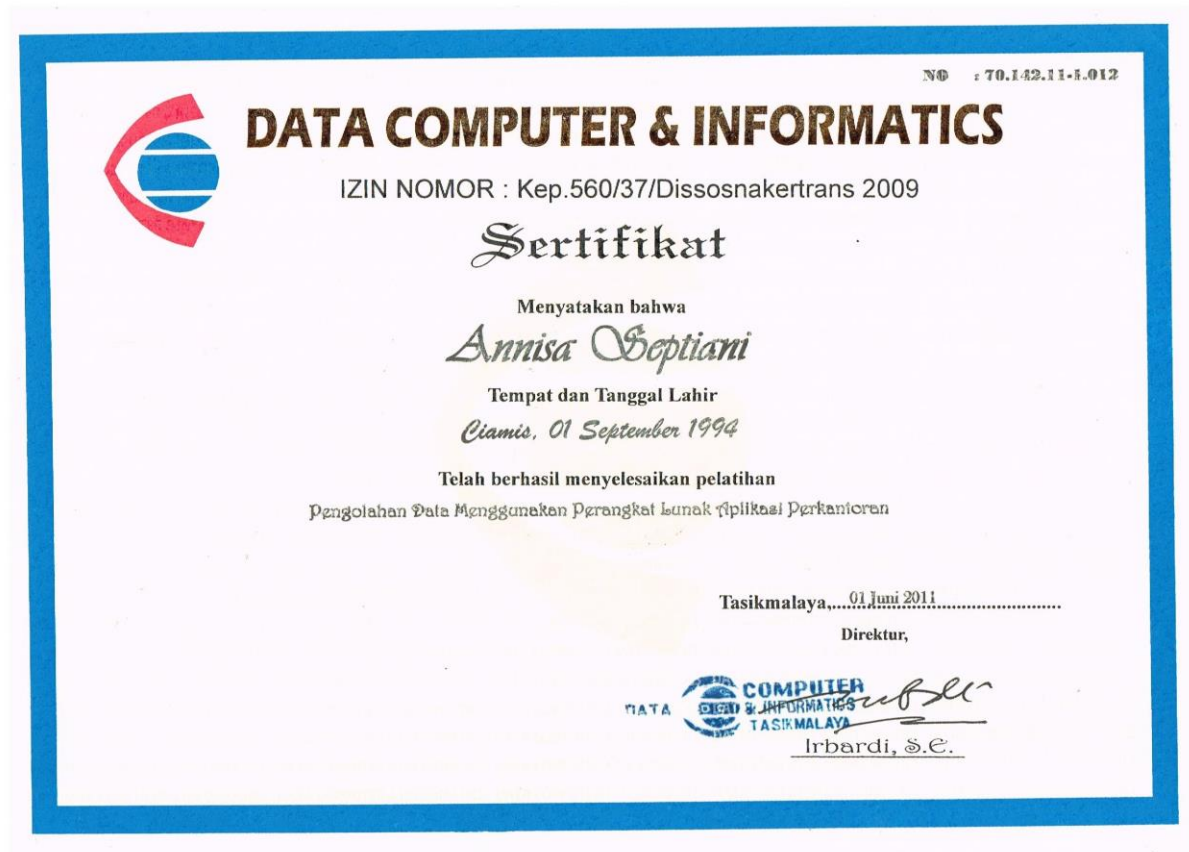 NO : 70.142.11-1.012
DATA COMPUTER & INFORMATICS
IZIN NOMOR : Kep.560/37/Dissosnakertrans 2009
Sertifikat
Menyatakan bahwa
Annisa Septiani
Tempat dan Tanggal Lahir
Ciamis, 01 September 1994
Telah berhasil menyelesaikan pelatihan
Pengolahan Data Menggunakan Perangkat Lunak Aplikasi Perkantoran
Tasikmalaya,.....01 Juni 2011..............................
Direktur,
DATA COMPUTER
& INFORMATICS
TASIKMALAYA
Irbardi, S.E.